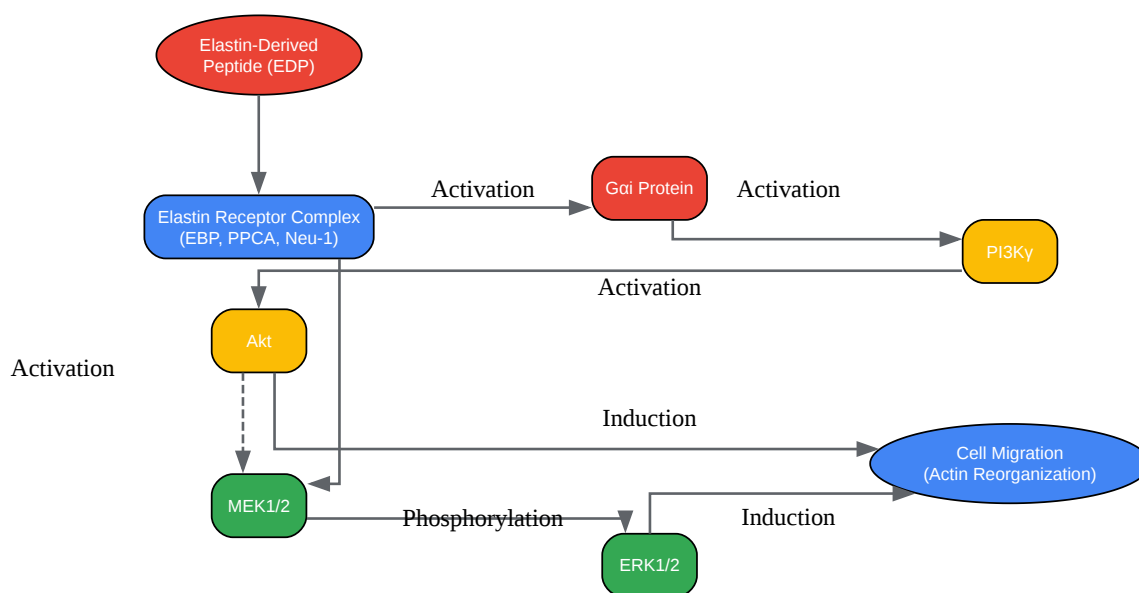 Elastin-Derived
Peptide (EDP)
Activation
Gαi Protein
Activation
Elastin Receptor Complex
(EBP, PPCA, Neu-1)
PI3Kγ
Activation
Akt
Activation
Induction
Cell Migration
(Actin Reorganization)
MEK1/2
Phosphorylation
Induction
ERK1/2